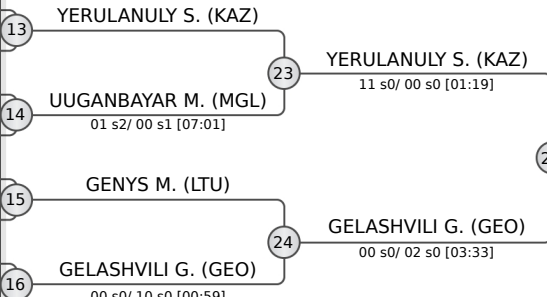 YERULANULY S. (KAZ)
13
YERULANULY S. (KAZ)
23
11 s0/ 00 s0 [01:19]
UUGANBAYAR M. (MGL)
14
01 s2/ 00 s1 [07:01]
GENYS M. (LTU)
15
GELASHVILI G. (GEO)
24
00 s0/ 02 s0 [03:33]
GELASHVILI G. (GEO)
16
00 s0/ 10 s0 [00:59]